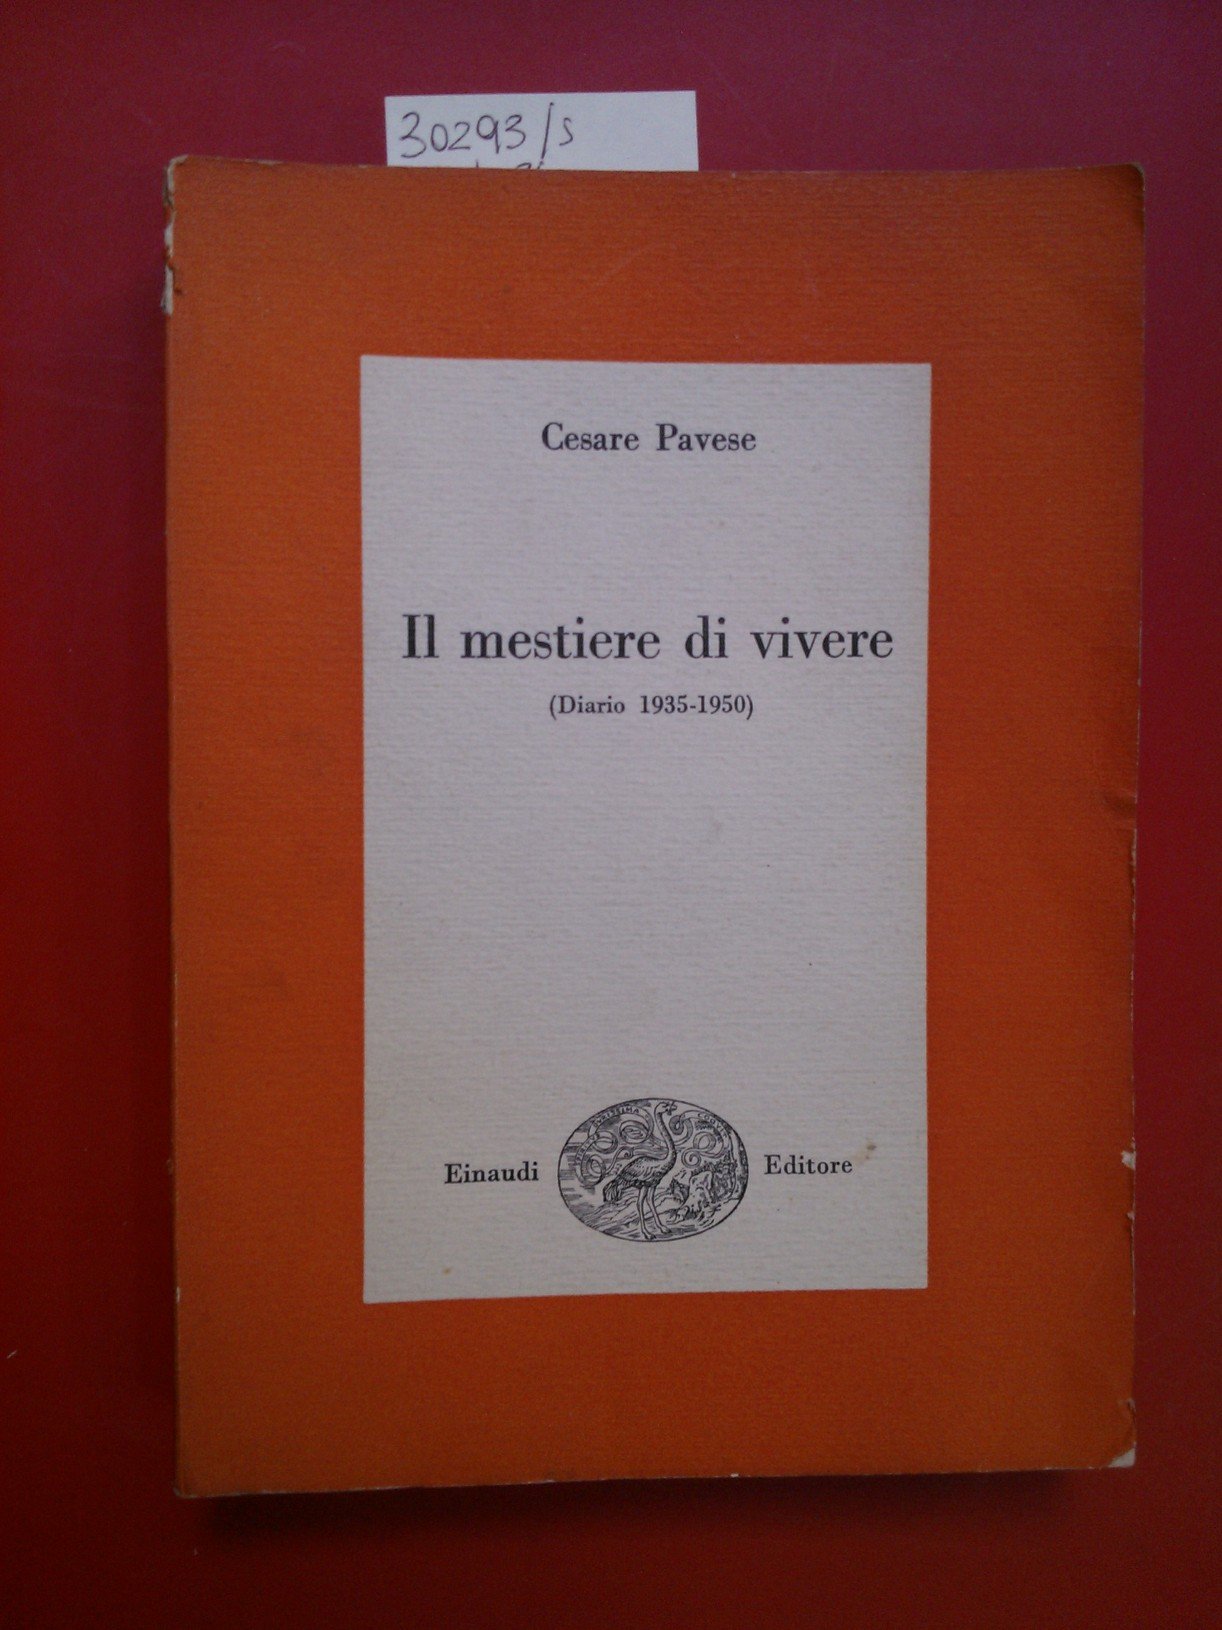 30293/s
Cesare Pavese
Il mestiere di vivere
(Diario 1935-1950)
Einaudi Editore